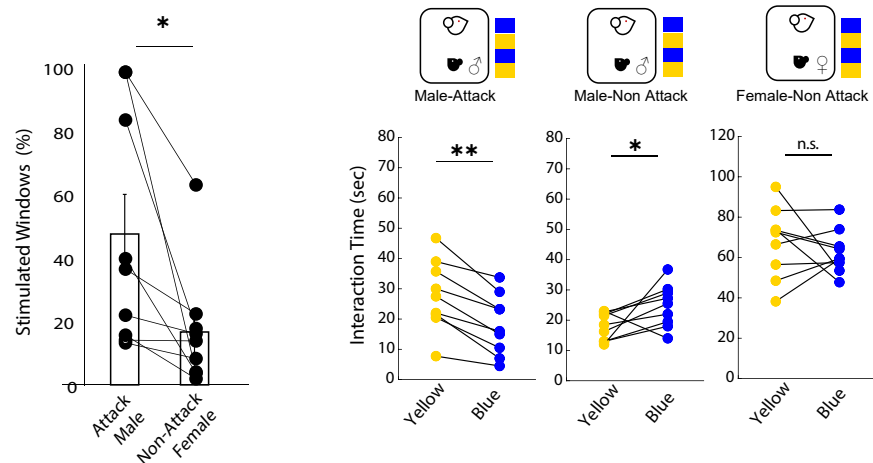 *
Stimulated Windows (%)
100
80
60
40
20
0
Attack
Male
Non-Attack
Female
♂
Male-Attack
♂
Male-Non Attack
♀
Female-Non Attack
Interaction Time (sec)
80
70
60
50
40
30
20
10
0
**
Yellow
Blue
80
70
60
50
40
30
20
10
0
*
Yellow
Blue
120
100
80
60
40
20
0
n.s.
Yellow
Blue